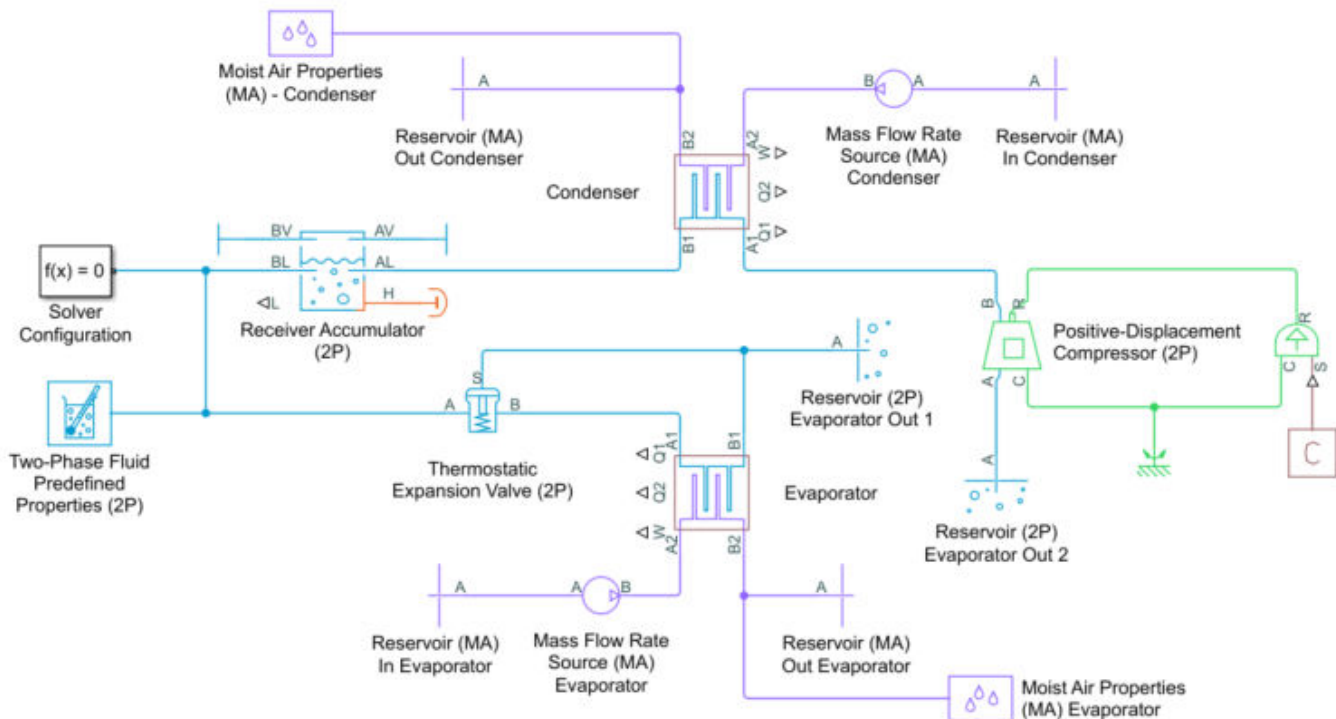 Moist Air Properties
(MA) - Condenser
A
Reservoir (MA)
Out Condenser
B
A
Mass Flow Rate
Source (MA)
Condenser
Reservoir (MA)
In Condenser
B2
A2
W
Q2
Q1
Condenser
B1
A1
BV
AV
BL
AL
L
H
f(x) = 0
Solver
Configuration
Receiver Accumulator
(2P)
B
R
A
C
Positive-Displacement
Compressor (2P)
R
C
S
C
A
Reservoir (2P)
Evaporator Out 1
S
A
B
Thermostatic
Expansion Valve (2P)
Two-Phase Fluid
Predefined
Properties (2P)
A1
B1
Q1
Q2
W
A2
B2
Evaporator
A
Reservoir (2P)
Evaporator Out 2
A
Reservoir (MA)
In Evaporator
A
B
Mass Flow Rate
Source (MA)
Evaporator
A
Reservoir (MA)
Out Evaporator
Moist Air Properties
(MA) Evaporator